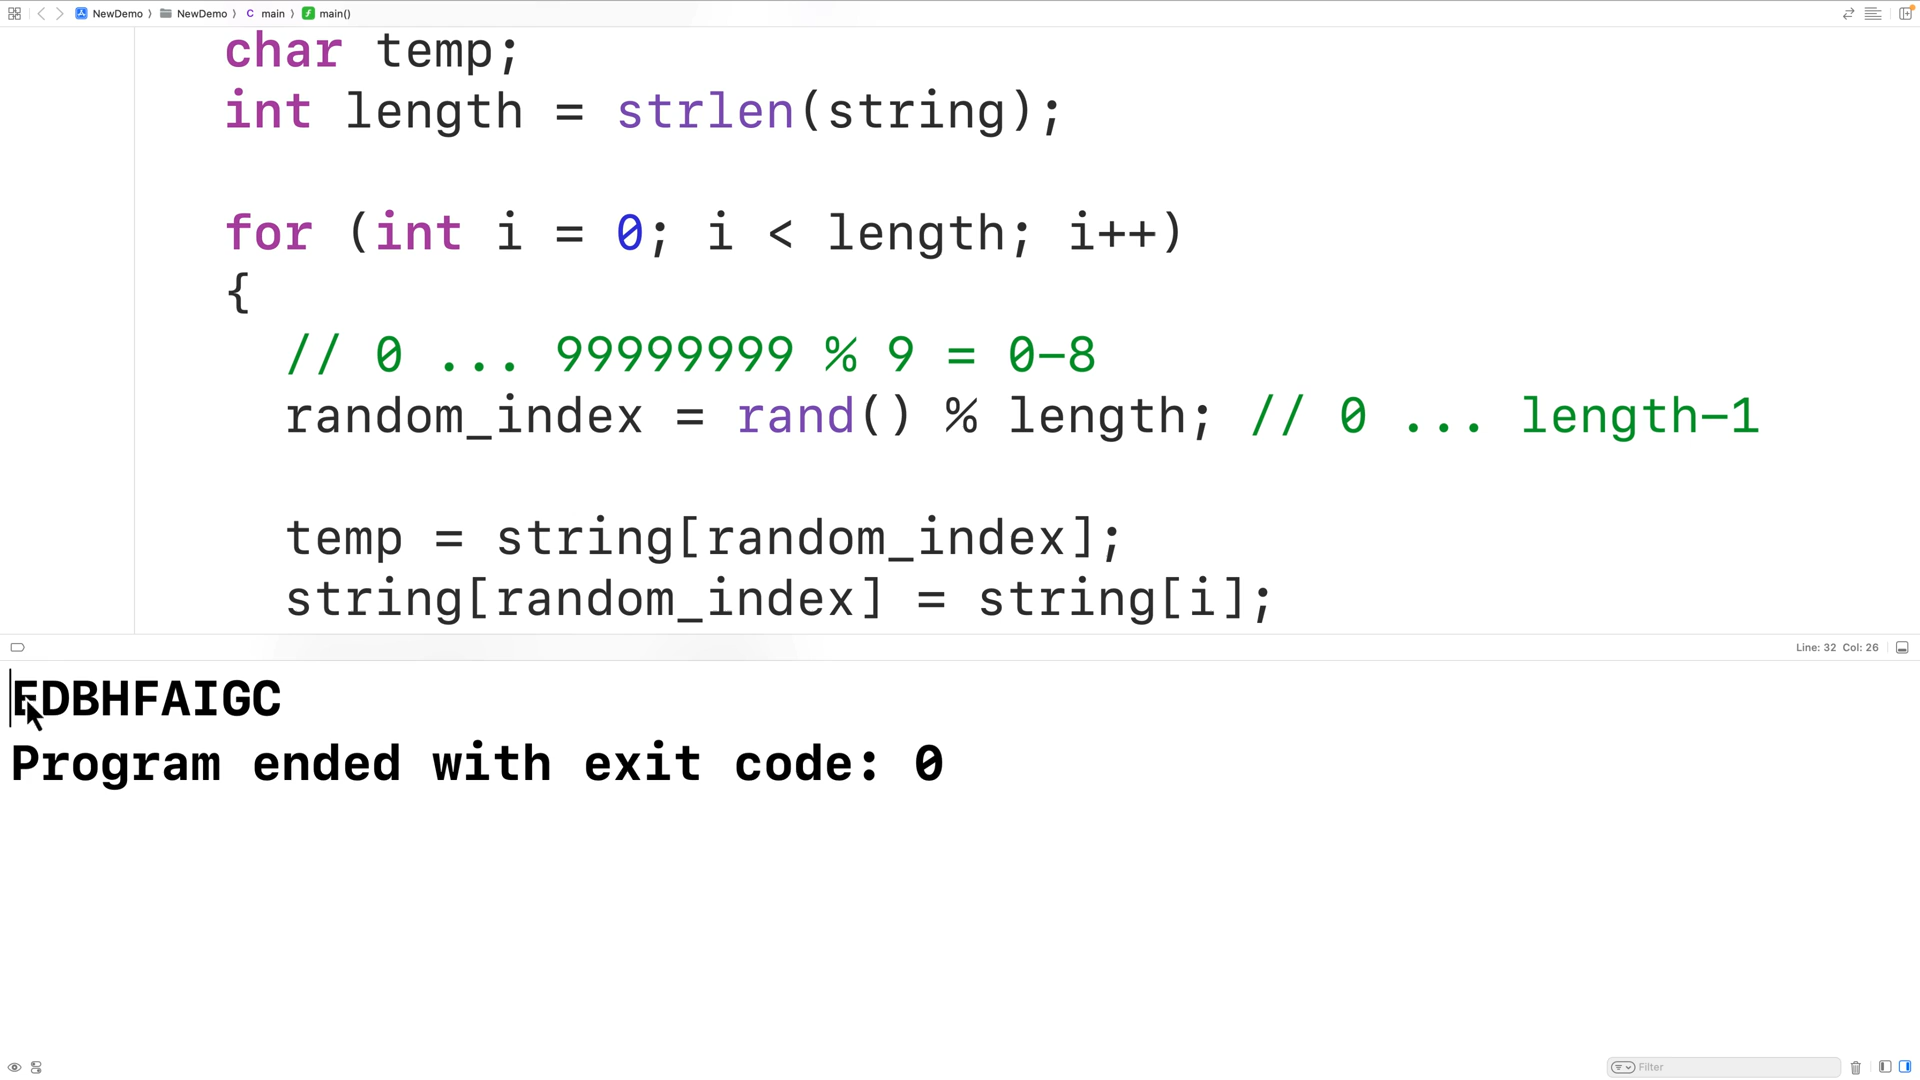 NewDemo 〉 NewDemo 〉 C main 〉 f main()
char temp;
int length = strlen(string);
for (int i = 0; i < length; i++)
{
// 0 ... 99999999 % 9 = 0-8
random_index = rand() % length; // 0 ... length-1
temp = string[random_index];
string[random_index] = string[i];
Line: 32 Col: 26
EDBHFAIGC
Program ended with exit code: 0
Filter